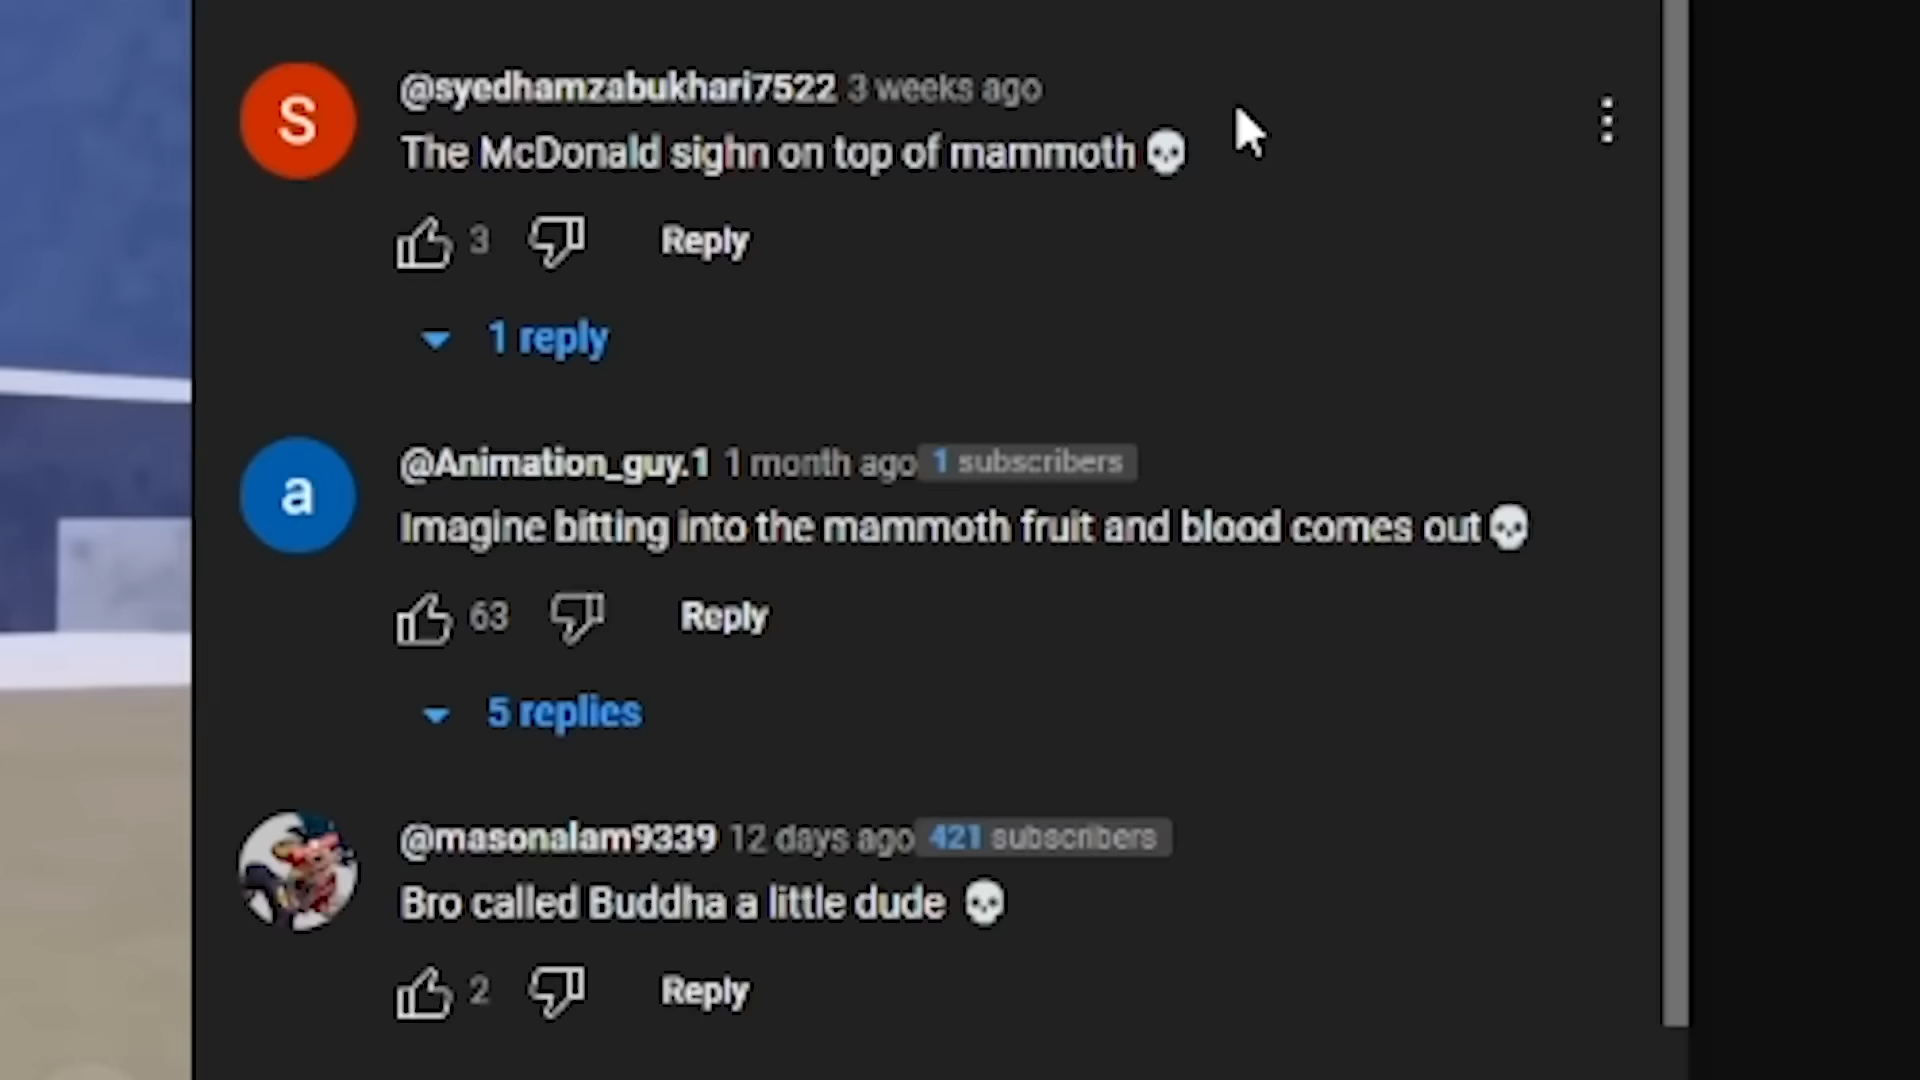 S
@syedhamzabukhari7522 3 weeks ago
The McDonald sighn on top of mammoth 💀
3 Reply
1 reply
a
@Animation_guy.1 1 month ago 1 subscribers
Imagine bitting into the mammoth fruit and blood comes out 💀
63 Reply
5 replies
@masonalam9339 12 days ago 421 subscribers
Bro called Buddha a little dude 💀
2 Reply